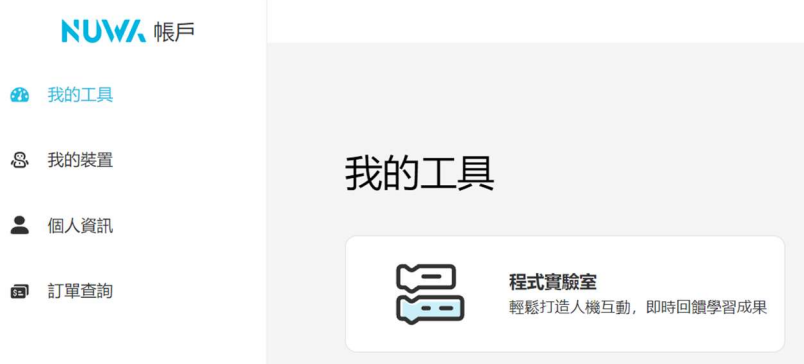 NUWA 帳戶
我的工具
我的裝置
個人資訊
訂單查詢
我的工具
程式實驗室
輕鬆打造人機互動，即時回饋學習成果